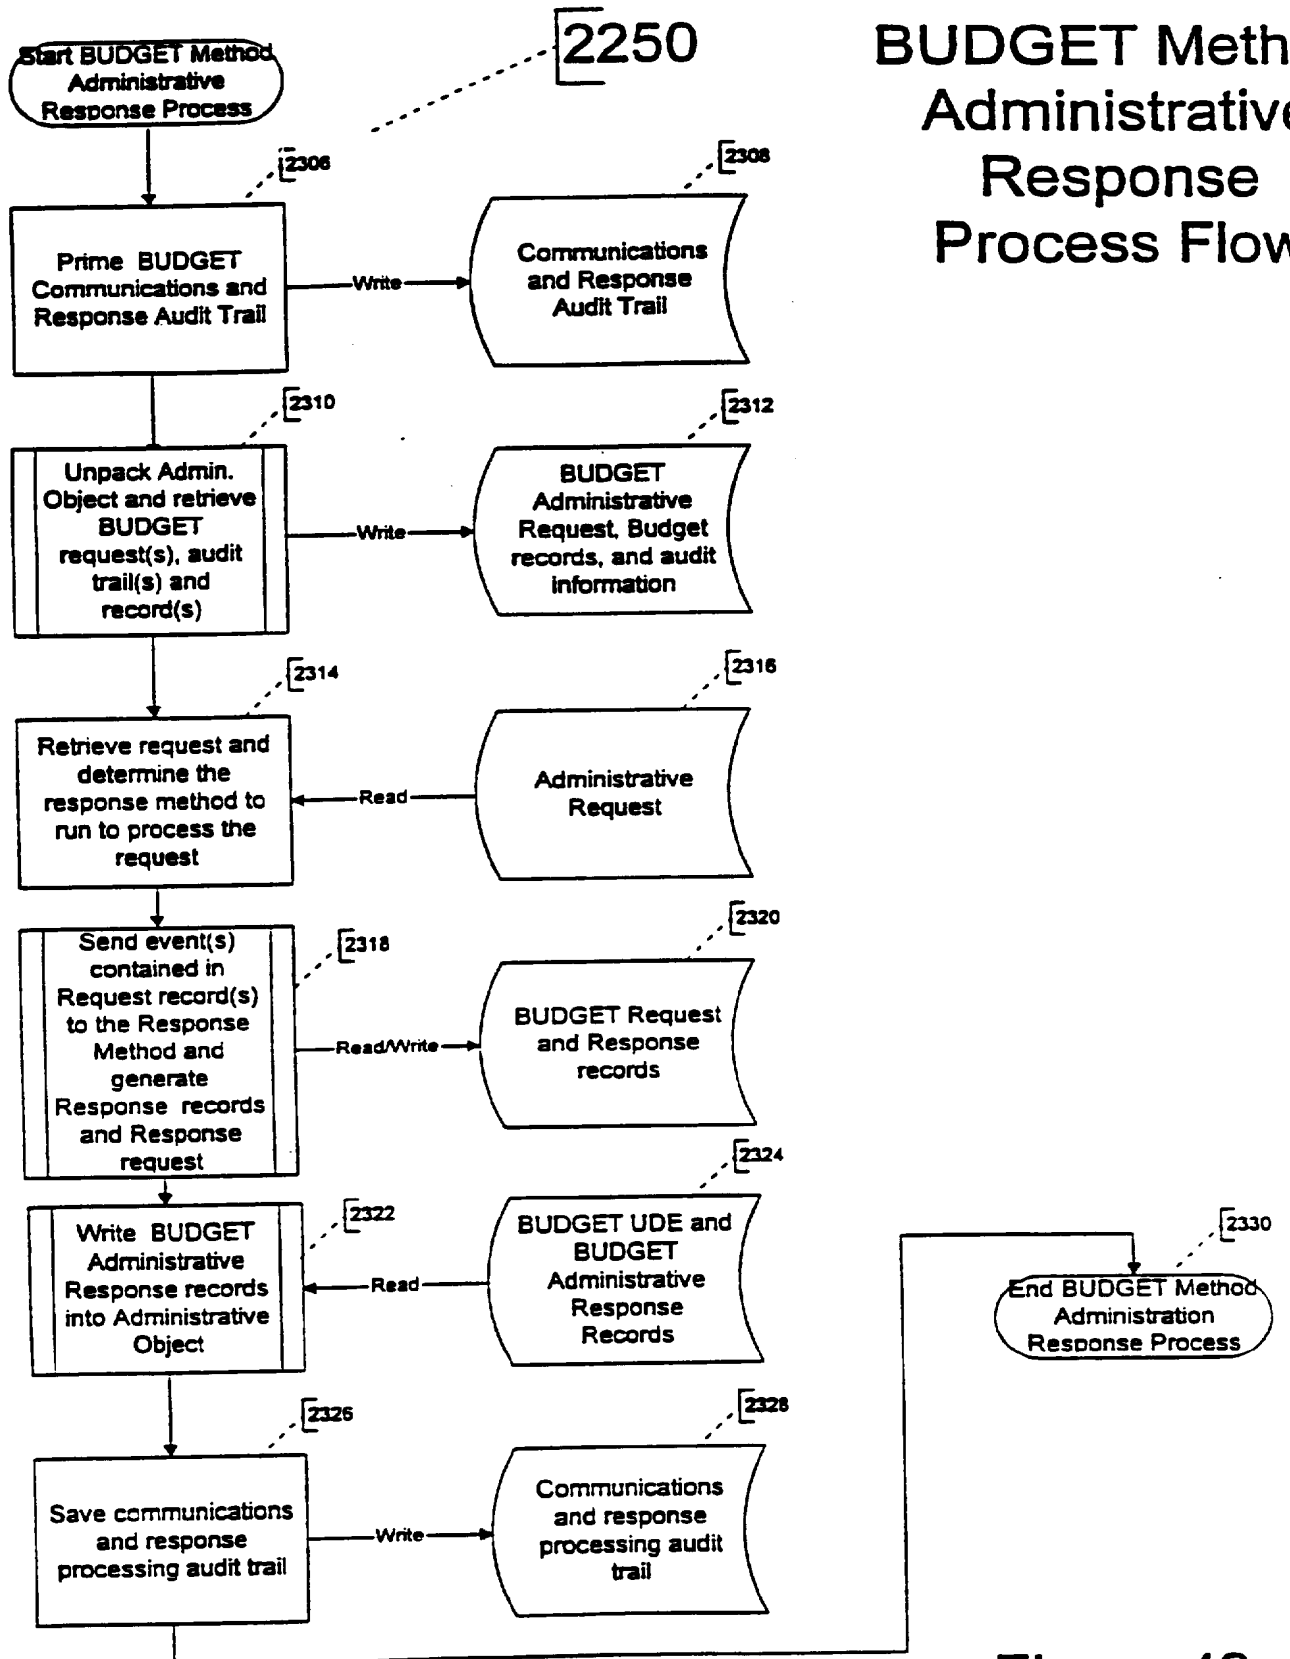 2250
BUDGET Meth
Administrative
Response
Process Flow
Start BUDGET Method
Administrative
Response Process
2306
Prime BUDGET
Communications and
Response Audit Trail
Write
2308
Communications
and Response
Audit Trail
2310
Unpack Admin.
Object and retrieve
BUDGET
request(s), audit
trail(s) and
record(s)
Write
2312
BUDGET
Administrative
Request, Budget
records, and audit
information
2314
Retrieve request and
determine the
response method to
run to process the
request
Read
2316
Administrative
Request
2318
Send event(s)
contained in
Request record(s)
to the Response
Method and
generate
Response records
and Response
request
Read/Write
2320
BUDGET Request
and Response
records
2322
Write BUDGET
Administrative
Response records
into Administrative
Object
Read
2324
BUDGET UDE and
BUDGET
Administrative
Response
Records
2326
Save communications
and response
processing audit trail
Write
2328
Communications
and response
processing audit
trail
2330
End BUDGET Method
Administration
Response Process